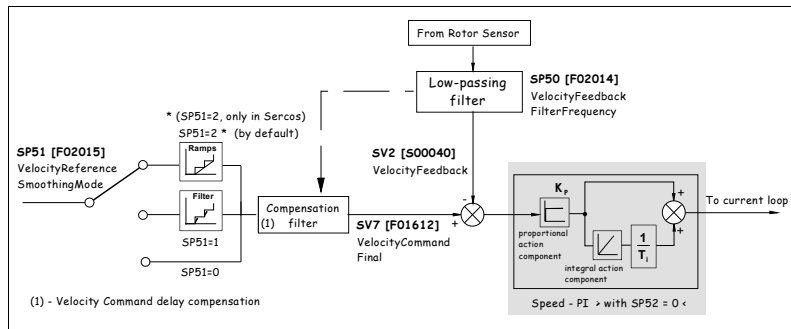 From Rotor Sensor
Low-passing
filter
SP50 [F02014]
VelocityFeedback
FilterFrequency
* (SP51=2, only in Sercos)
SP51=2 * (by default)
SP51 [F02015]
VelocityReference
SmoothingMode
Ramps
SV2 [S00040]
VelocityFeedback
Filter
SP51=1
Compensation
(1) filter
SV7 [F01612]
VelocityCommand
Final
SP51=0
-
+
KP
proportional
action
component
integral action
component
1
Ti
+
+
To current loop
(1) - Velocity Command delay compensation
Speed - PI > with SP52 = 0 <